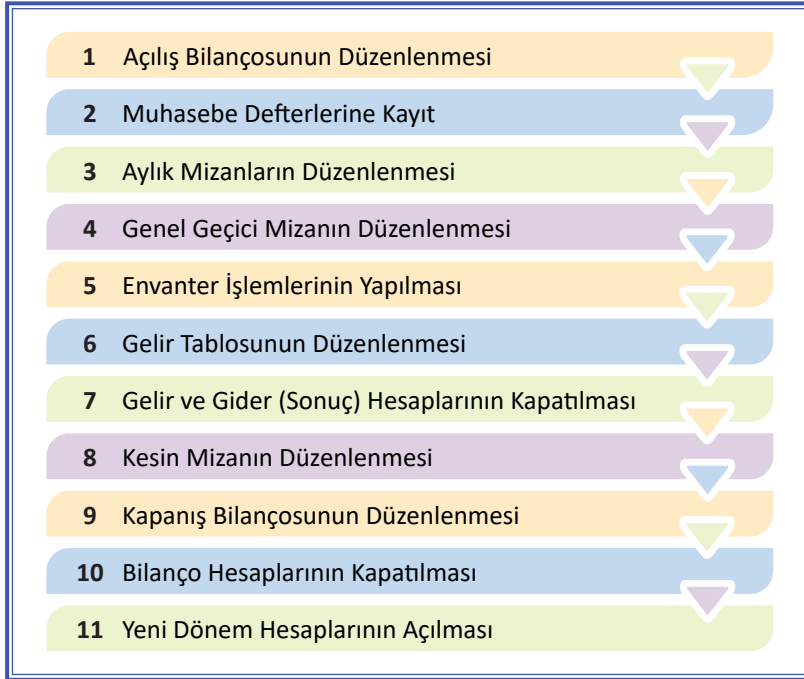 1 Açılış Bilançosunun Düzenlenmesi
2 Muhasebe Defterlerine Kayıt
3 Aylık Mizanların Düzenlenmesi
4 Genel Geçici Mizanın Düzenlenmesi
5 Envanter İşlemlerinin Yapılması
6 Gelir Tablosunun Düzenlenmesi
7 Gelir ve Gider (Sonuç) Hesaplarının Kapatılması
8 Kesin Mizanın Düzenlenmesi
9 Kapanış Bilançosunun Düzenlenmesi
10 Bilanço Hesaplarının Kapatılması
11 Yeni Dönem Hesaplarının Açılması